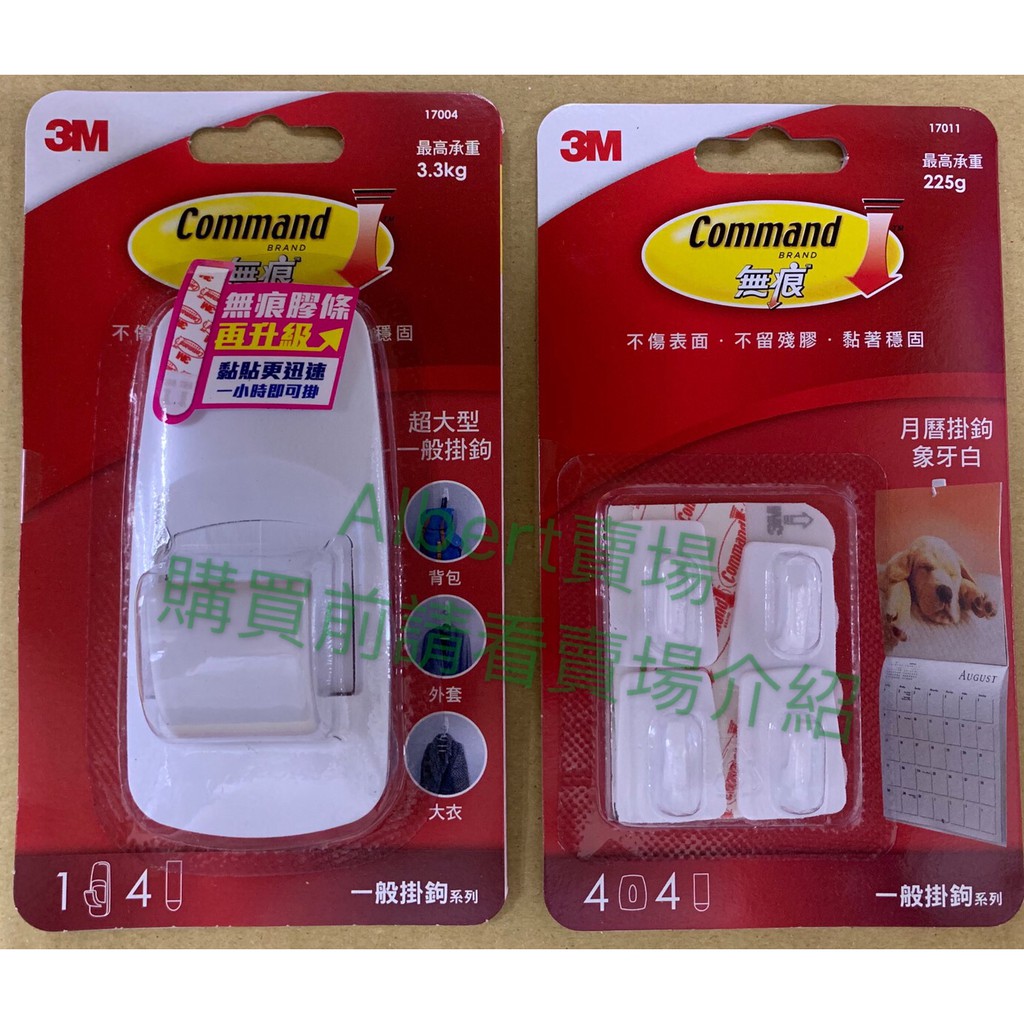 3M
17004
最高承重
3.3kg
Command
BRAND
無痕
無痕膠條
再升級
黏貼更迅速
一小時即可掛
不傷
穩固
超大型
一般掛鉤
背包
外套
大衣
1 4
一般掛鉤系列
3M
17011
最高承重
225g
Command
BRAND
無痕
不傷表面．不留殘膠．黏著穩固
月曆掛鉤
象牙白
Command
AUGUST
4 4
一般掛鉤系列
Albert賣場
購買前請看賣場介紹